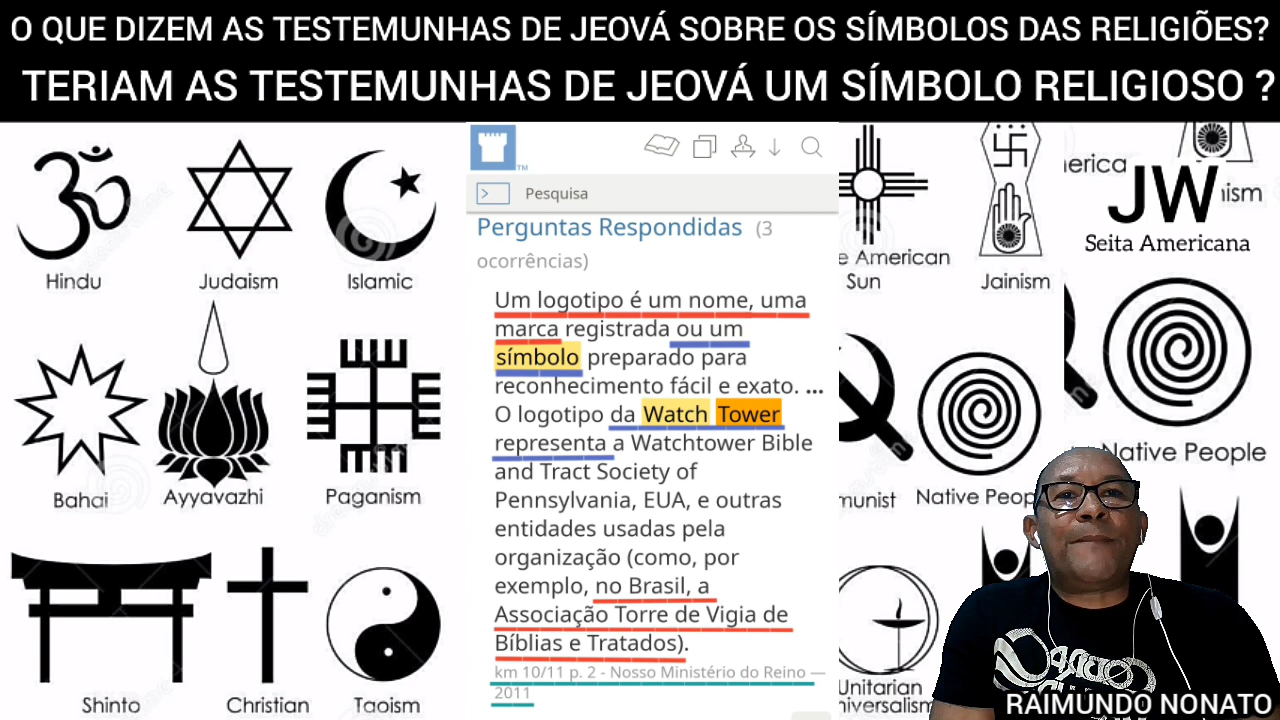 O QUE DIZEM AS TESTEMUNHAS DE JEOVÁ SOBRE OS SÍMBOLOS DAS RELIGIÕES?
TERIAM AS TESTEMUNHAS DE JEOVÁ UM SÍMBOLO RELIGIOSO ?
Hindu
Judaism
Islamic
Bahai
Ayyavazhi
Paganism
Shinto
Christian
Taoism
TM
Pesquisa
Perguntas Respondidas (3
ocorrências)
Um logotipo é um nome, uma
marca registrada ou um
símbolo preparado para
reconhecimento fácil e exato. ...
O logotipo da Watch Tower
representa a Watchtower Bible
and Tract Society of
Pennsylvania, EUA, e outras
entidades usadas pela
organização (como, por
exemplo, no Brasil, a
Associação Torre de Vigia de
Bíblias e Tratados).
km 10/11 p. 2 - Nosso Ministério do Reino —
2011
e American
Sun
Jainism
nerica
JW
nism
Seita Americana
munist
Native Peop
Native People
Unitarian
niversalism
RAIMUNDO NONATO